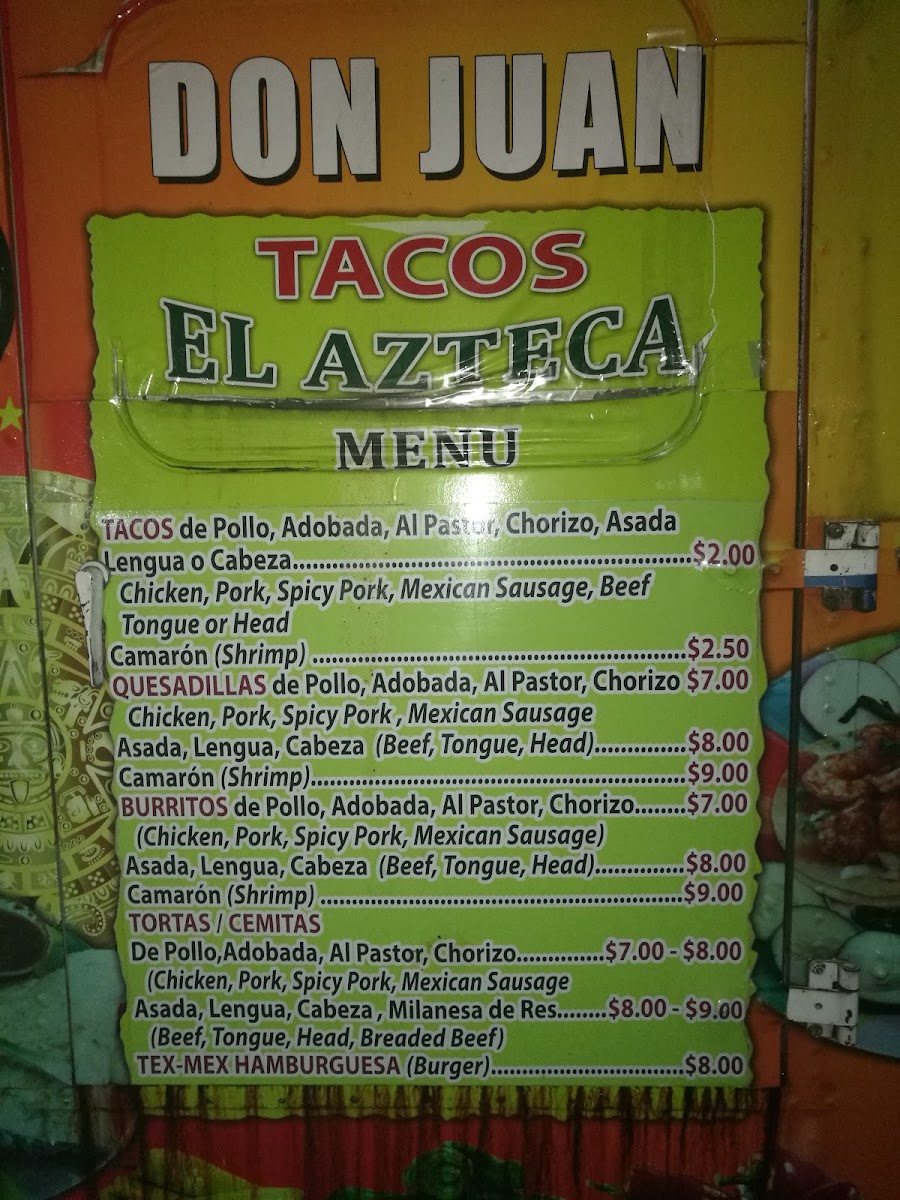 DON JUAN
TACOS
EL AZTECA
MENU
TACOS de Pollo, Adobada, Al Pastor, Chorizo, Asada
Lengua o Cabeza..........$2.00
Chicken, Pork, Spicy Pork, Mexican Sausage, Beef
Tongue or Head
Camarón (Shrimp) ..........$2.50
QUESADILLAS de Pollo, Adobada, Al Pastor, Chorizo $7.00
Chicken, Pork, Spicy Pork , Mexican Sausage
Asada, Lengua, Cabeza (Beef, Tongue, Head)..........$8.00
Camarón (Shrimp)..........$9.00
BURRITOS de Pollo, Adobada, Al Pastor, Chorizo........$7.00
(Chicken, Pork, Spicy Pork, Mexican Sausage)
Asada, Lengua, Cabeza (Beef, Tongue, Head)..........$8.00
Camarón (Shrimp) ..........$9.00
TORTAS / CEMITAS
De Pollo,Adobada, Al Pastor, Chorizo..........$7.00 - $8.00
(Chicken, Pork, Spicy Pork, Mexican Sausage
Asada, Lengua, Cabeza , Milanesa de Res........$8.00 - $9.00
(Beef, Tongue, Head, Breaded Beef)
TEX-MEX HAMBURGUESA (Burger)..........$8.00